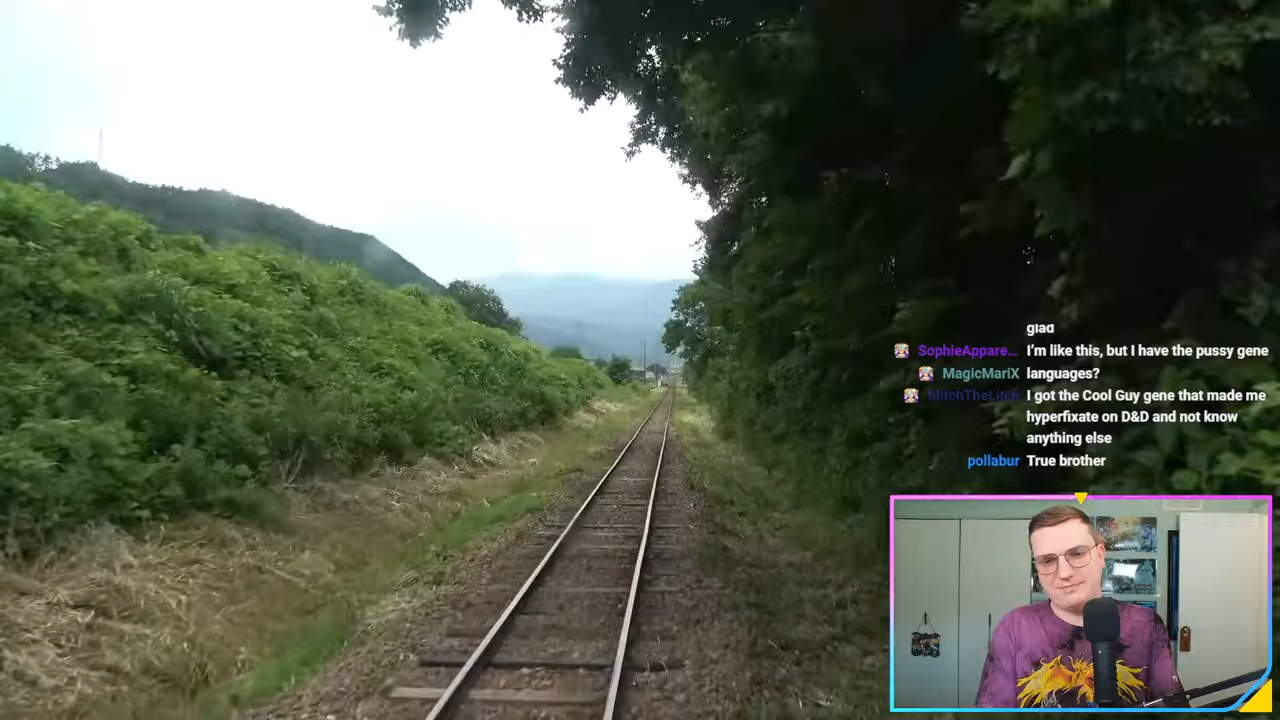 glad
SophieAppare... I'm like this, but I have the pussy gene
MagicMariX languages?
MitchTheLitch I got the Cool Guy gene that made me
hyperfixate on D&D and not know
anything else
pollabur True brother